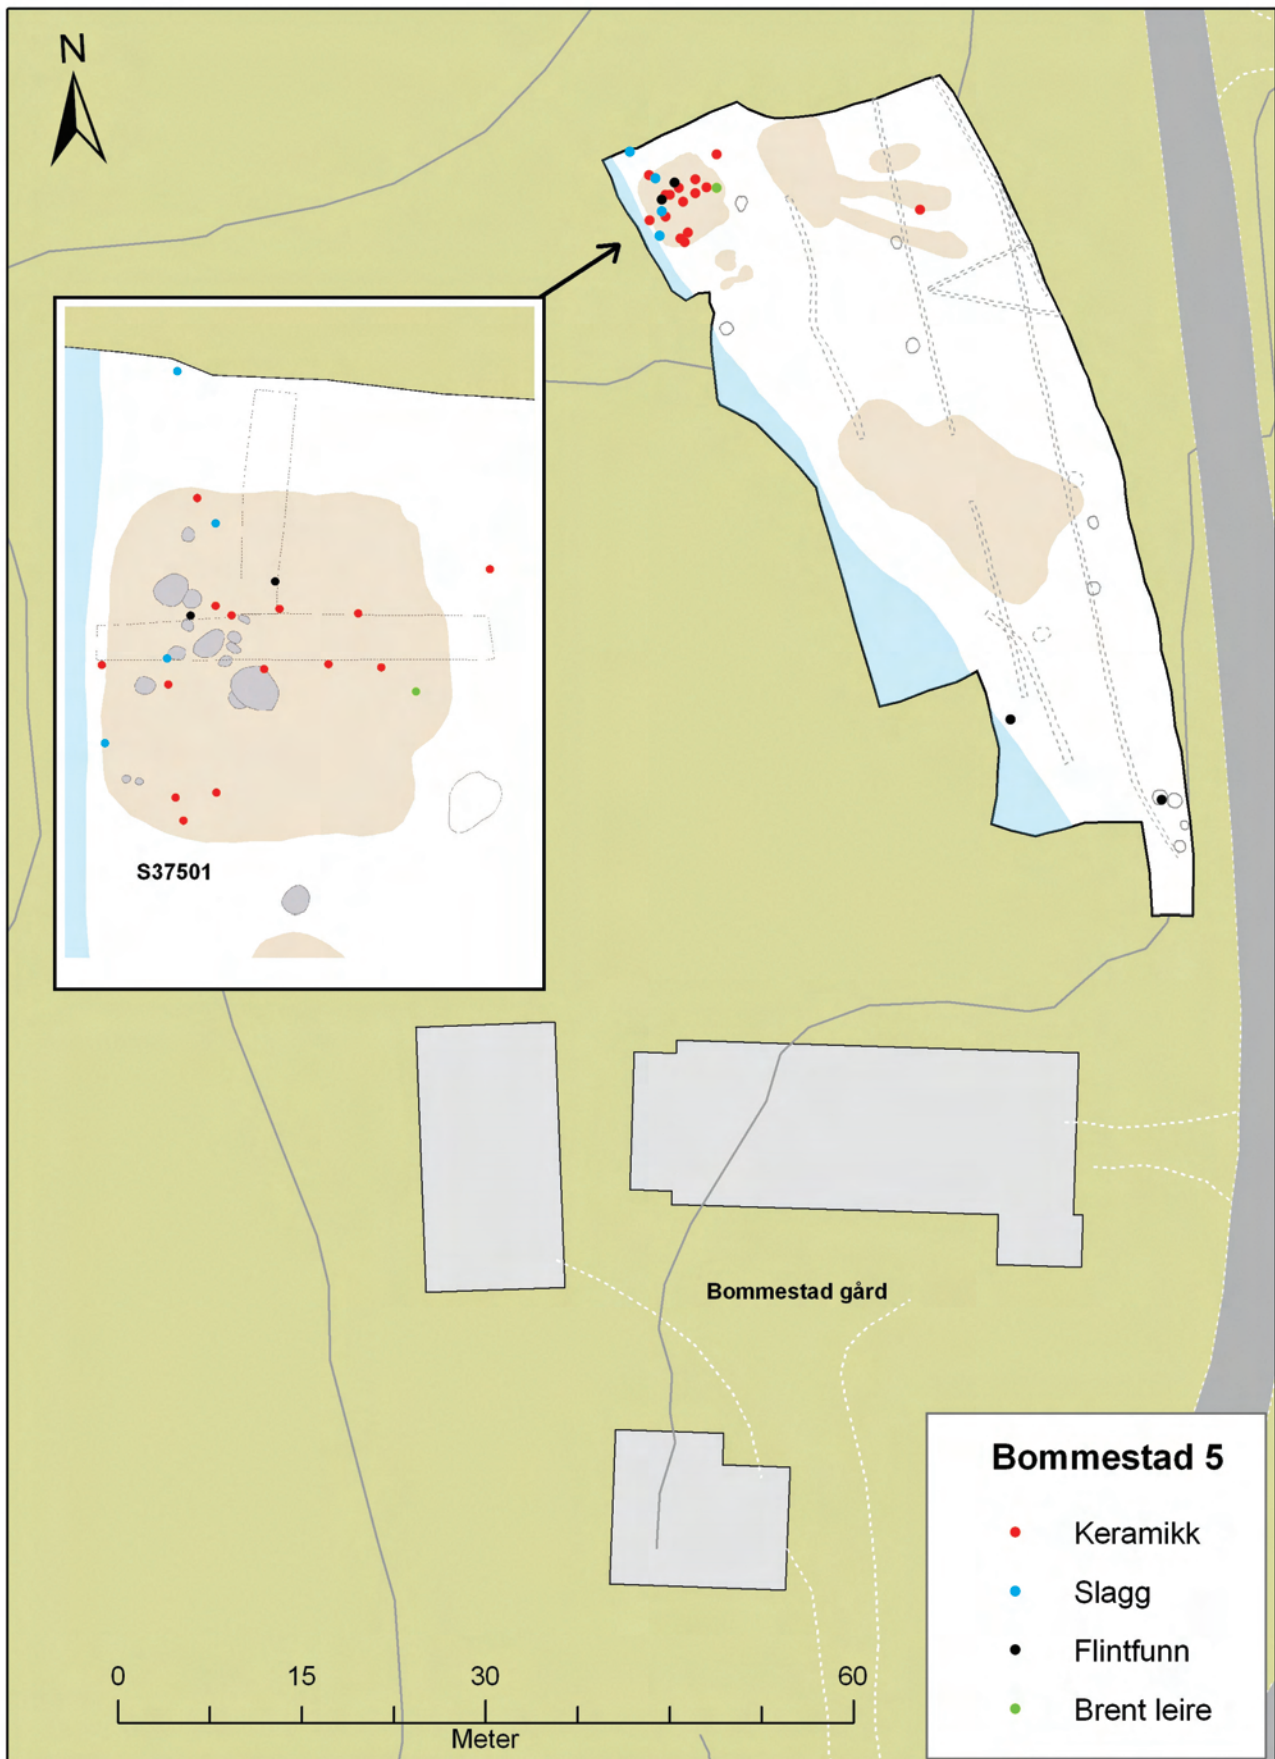 N
S37501
Bommestad gård
Bommestad 5
Keramikk
Slagg
Flintfunn
Brent leire
0 15 30 60
Meter